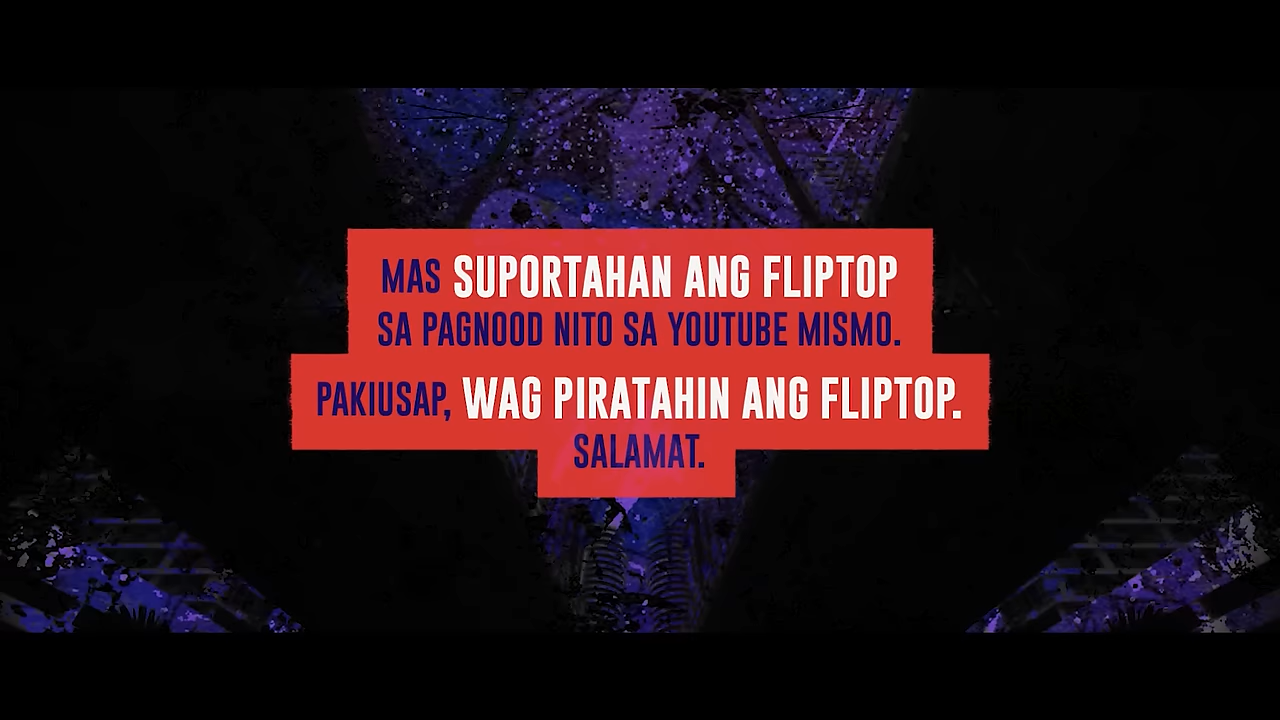 MAS SUPORTAHAN ANG FLIPTOP
SA PAGNOOD NITO SA YOUTUBE MISMO.
PAKIUSAP, WAG PIRATAHIN ANG FLIPTOP.
SALAMAT.